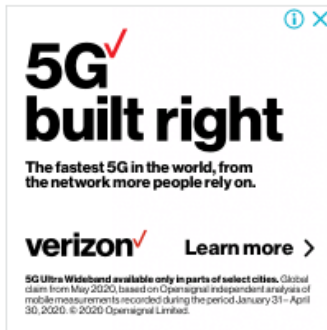 5G
built right
The fastest 5G in the world, from
the network more people rely on.
verizon
Learn more
5G Ultra Wideband available only in parts of select cities. Global
claim from May 2020, based on Opensignal independent analysis of
mobile measurements recorded during the period January 31–April
30, 2020. © 2020 Opensignal Limited.